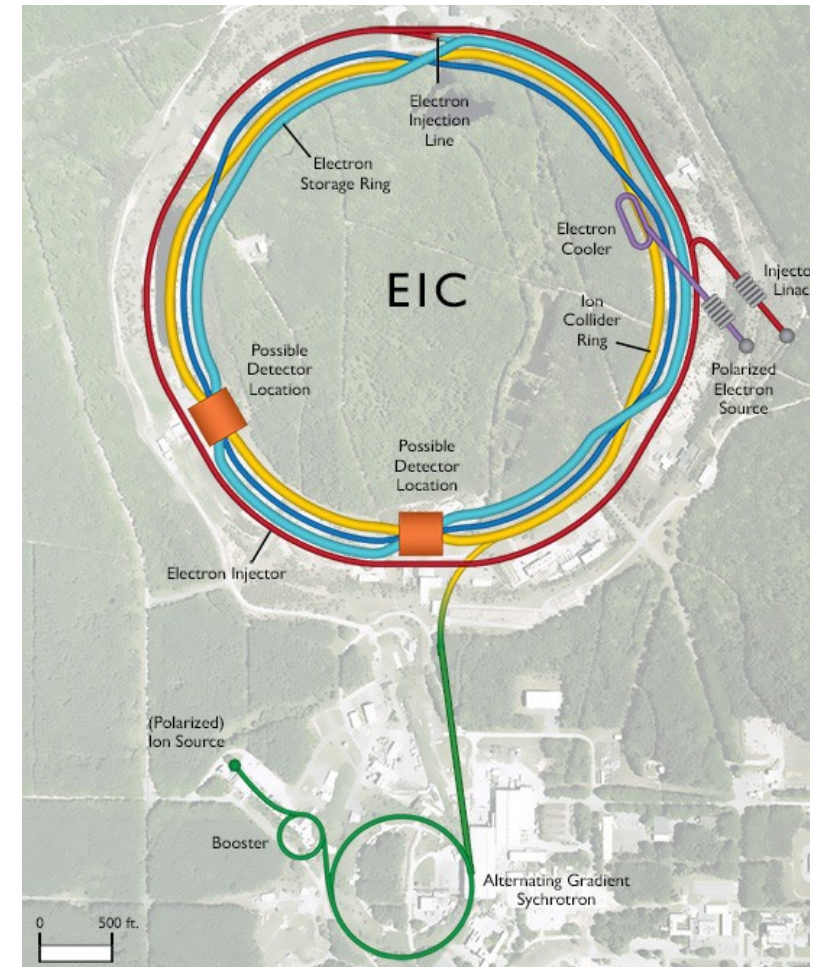 Electron
Injection
Line
Electron
Storage Ring
Electron
Cooler
EIC
Injecto
Linac
Ion
Collider
Ring
Possible
Detector
Location
Polarized
Electron
Source
Possible
Detector
Location
Electron Injector
(Polarized)
Ion Source
Booster
Alternating Gradient
Sychrotron
0 500 ft.